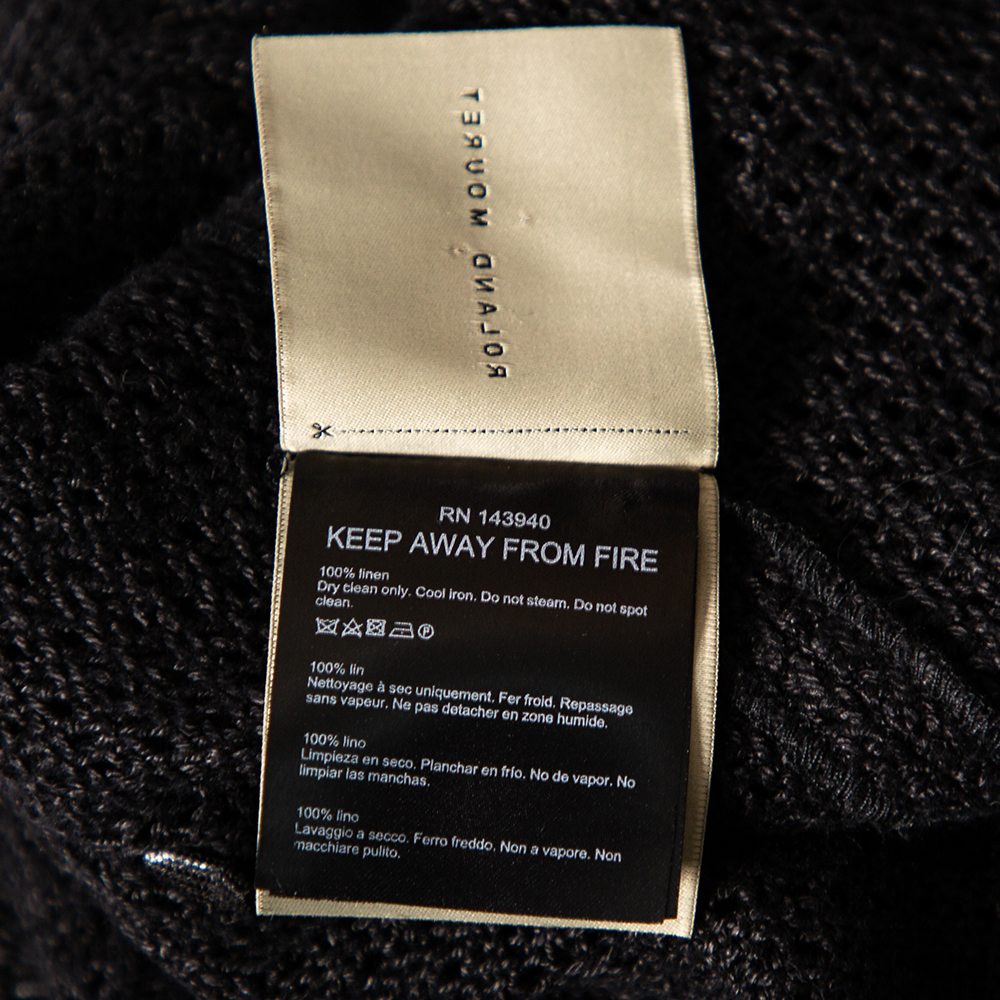 ROLAND MOURET
RN 143940
KEEP AWAY FROM FIRE
100% linen
Dry clean only. Cool iron. Do not steam. Do not spot
clean.
P
100% lin
Nettoyage à sec uniquement. Fer froid. Repassage
sans vapeur. Ne pas detacher en zone humide.
100% lino
Limpieza en seco. Planchar en frío. No de vapor. No
limpiar las manchas.
100% lino
Lavaggio a secco. Ferro freddo. Non a vapore. Non
macchiare pulito.